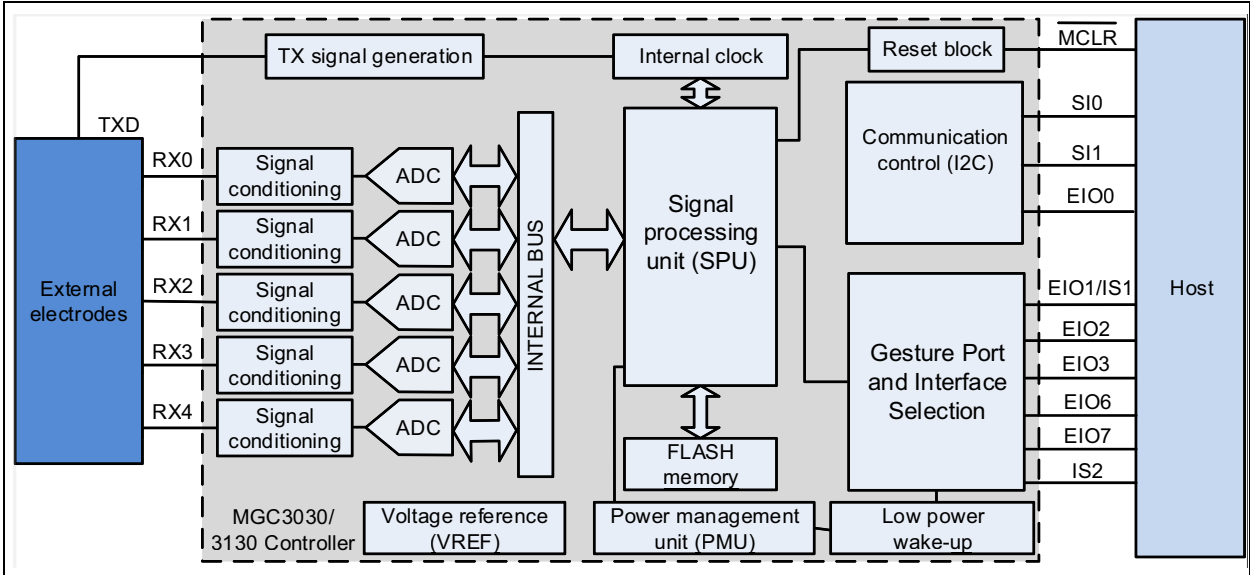 TX signal generation
Internal clock
Reset block
MCLR
TXD
RX0
RX1
RX2
RX3
RX4
External
electrodes
Signal
conditioning
Signal
conditioning
Signal
conditioning
Signal
conditioning
Signal
conditioning
ADC
ADC
ADC
ADC
ADC
INTERNAL BUS
Signal
processing
unit (SPU)
FLASH
memory
Communication
control (I2C)
SI0
SI1
EIO0
Gesture Port
and Interface
Selection
EIO1/IS1
EIO2
EIO3
EIO6
EIO7
IS2
Host
MGC3030/
3130 Controller
Voltage reference
(VREF)
Power management
unit (PMU)
Low power
wake-up